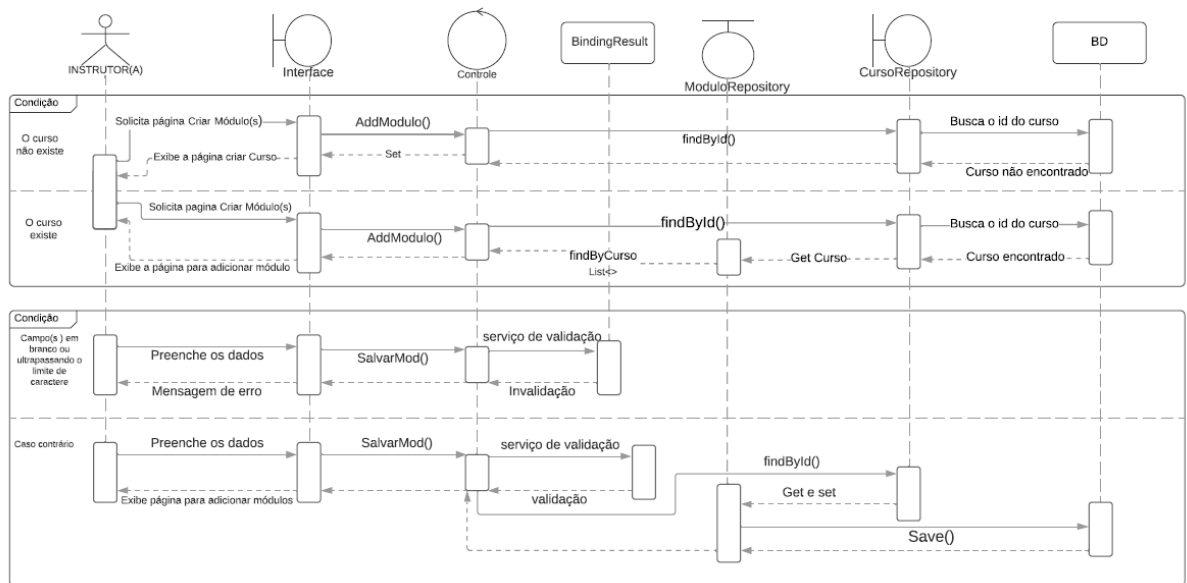 INSTRUTOR(A)
Interface
Controle
BindingResult
ModuloRepository
CursoRepository
BD
Condição
O curso
não existe
Solicita página Criar Módulo(s)
AddModulo()
findById()
Busca o id do curso
Exibe a página criar Curso
Set
Curso não encontrado
O curso
existe
Solicita pagina Criar Módulo(s)
AddModulo()
findById()
Busca o id do curso
Exibe a página para adicionar módulo
findByCurso
List<>
Get Curso
Curso encontrado
Condição
Campo(s ) em
branco ou
ultrapassando o
limite de
caractere
Preenche os dados
SalvarMod()
serviço de validação
Mensagem de erro
Invalidação
Caso contrário
Preenche os dados
SalvarMod()
serviço de validação
findById()
Exibe página para adicionar módulos
validação
Get e set
Save()